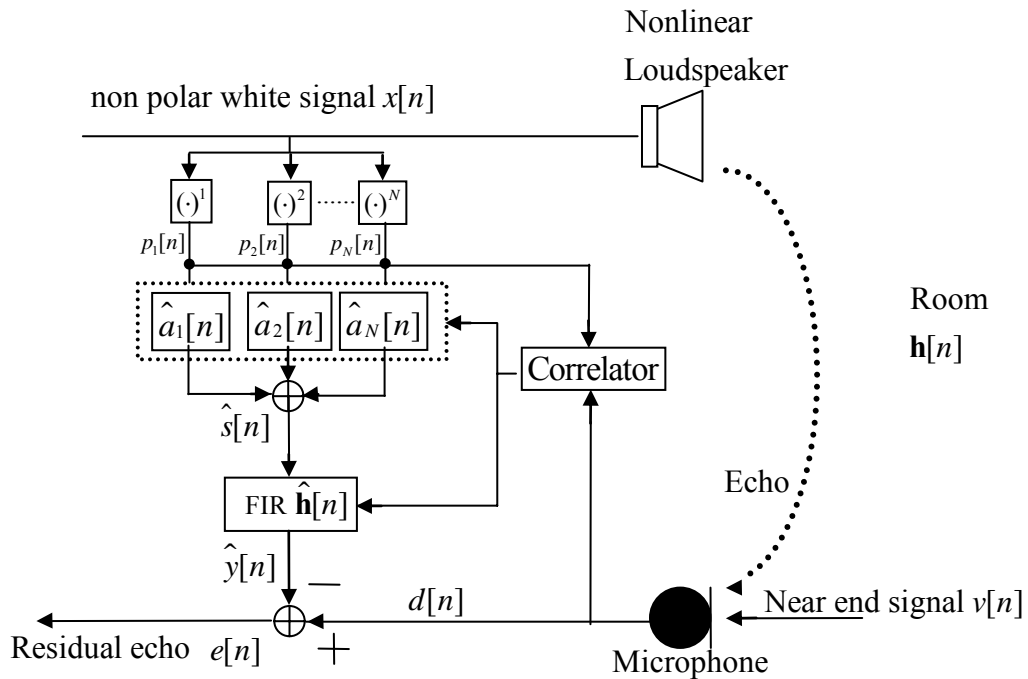 Nonlinear
Loudspeaker
non polar white signal x[n]
(·)¹ (·)² ...... (·)ᴺ
p₁[n] p₂[n] p_N[n]
â₁[n] â₂[n] â_N[n]
Room
h[n]
Correlator
ŝ[n]
Echo
FIR ĥ[n]
ŷ[n]
−
d[n]
Near end signal v[n]
+
Residual echo e[n]
Microphone